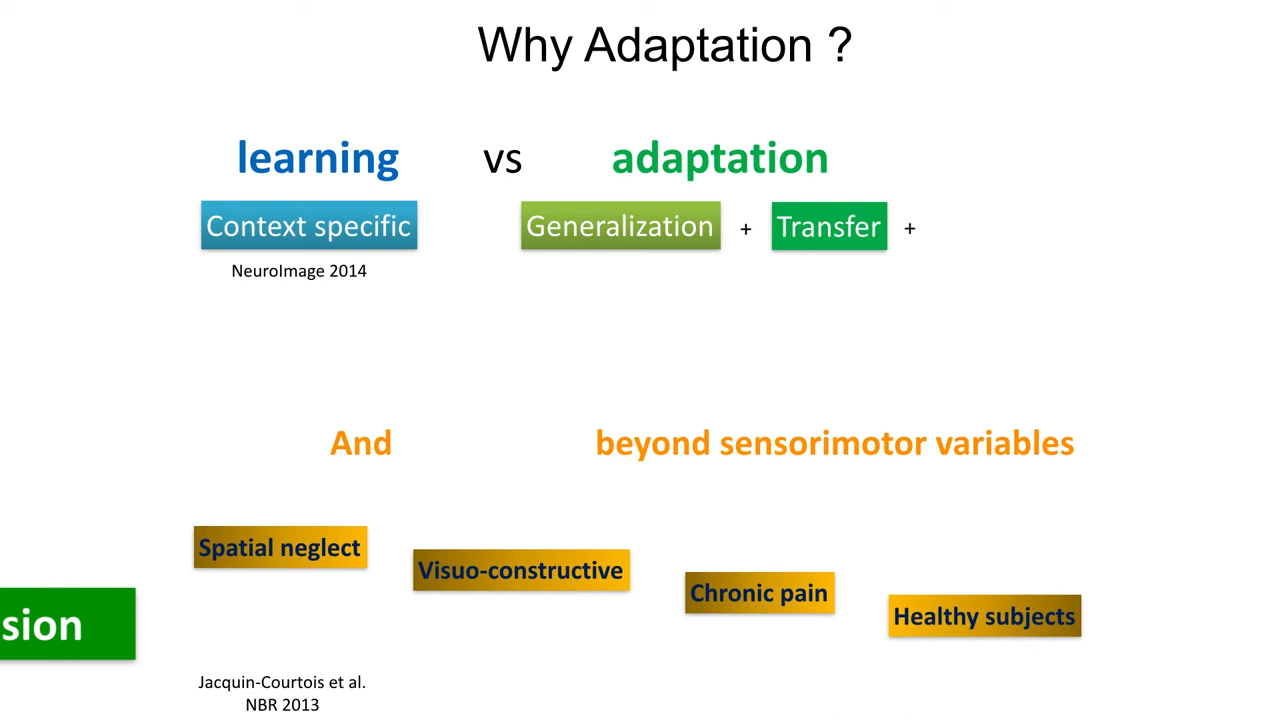 Why Adaptation ?
learning vs adaptation
Context specific Generalization + Transfer +
NeuroImage 2014
And beyond sensorimotor variables
Spatial neglect
Visuo-constructive
Chronic pain
Healthy subjects
sion
Jacquin-Courtois et al.
NBR 2013